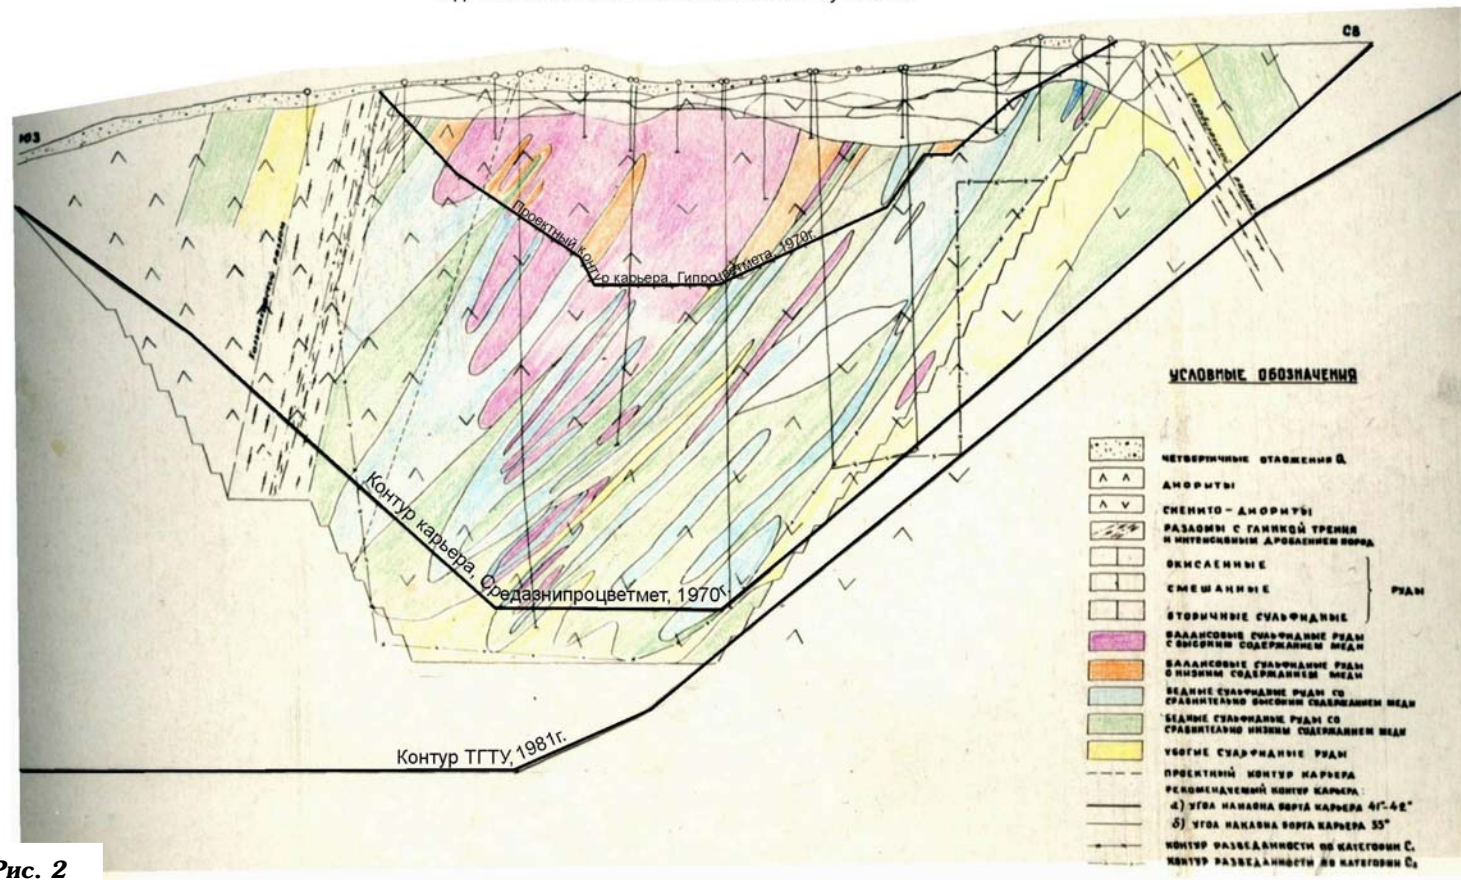 ЮЗ
СВ
Проектный контур карьера, Гипроцветмета, 1970г.
Контур карьера, Средазнипроцветмет, 1970г.
Контур ТГТУ, 1981г.
УСЛОВНЫЕ ОБОЗНАЧЕНИЯ
ЧЕТВЕРТИЧНЫЕ ОТЛОЖЕНИЯ Q
ДИОРИТЫ
СИЕНИТО-ДИОРИТЫ
РАЗЛОМЫ С ГЛИНКОЙ ТРЕНИЯ
И ИНТЕНСИВНЫМ ДРОБЛЕНИЕМ ПОРОД
ОКИСЛЕННЫЕ
СМЕШАННЫЕ
РУДЫ
ВТОРИЧНЫЕ СУЛЬФИДНЫЕ
БАЛАНСОВЫЕ СУЛЬФИДНЫЕ РУДЫ
С ВЫСОКИМ СОДЕРЖАНИЕМ МЕДИ
БАЛАНСОВЫЕ СУЛЬФИДНЫЕ РУДЫ
С НИЗКИМ СОДЕРЖАНИЕМ МЕДИ
БЕДНЫЕ СУЛЬФИДНЫЕ РУДЫ СО
СРАВНИТЕЛЬНО ВЫСОКИМ СОДЕРЖАНИЕМ МЕДИ
БЕДНЫЕ СУЛЬФИДНЫЕ РУДЫ СО
СРАВНИТЕЛЬНО НИЗКИМ СОДЕРЖАНИЕМ МЕДИ
УБОГИЕ СУЛЬФИДНЫЕ РУДЫ
ПРОЕКТНЫЙ КОНТУР КАРЬЕРА
РЕКОМЕНДУЕМЫЙ КОНТУР КАРЬЕРА:
а) УГОЛ НАКЛОНА БОРТА КАРЬЕРА 41°-42°
б) УГОЛ НАКЛОНА БОРТА КАРЬЕРА 35°
КОНТУР РАЗВЕДАННОСТИ ПО КАТЕГОРИИ С₁
КОНТУР РАЗВЕДАННОСТИ ПО КАТЕГОРИИ С₂
Рис. 2